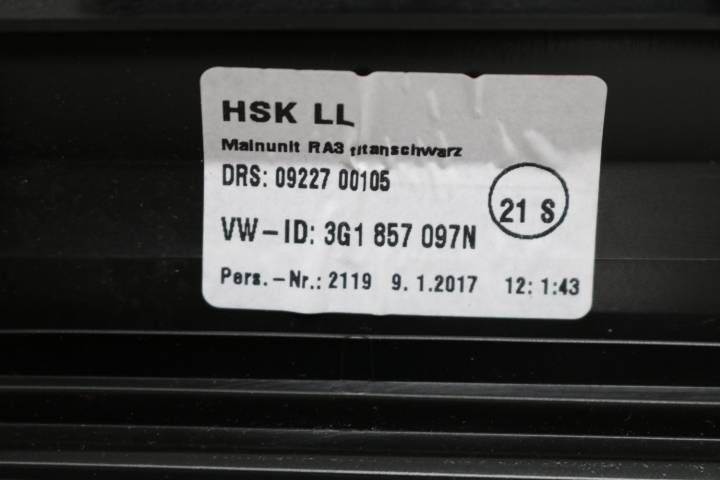 HSK LL
Mainunit RA3 titanschwarz
DRS: 09227 00105
21 S
VW-ID: 3G1 857 097N
Pers.-Nr.: 2119 9. 1.2017 12: 1:43